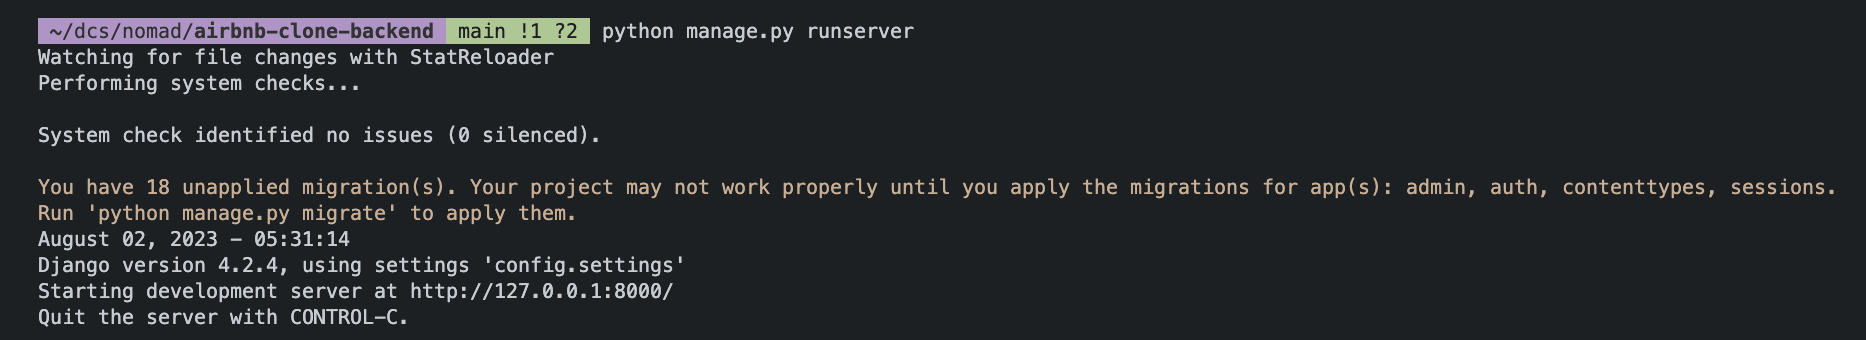 ~/dcs/nomad/airbnb-clone-backend main !1 ?2 python manage.py runserver
Watching for file changes with StatReloader
Performing system checks...
System check identified no issues (0 silenced).
You have 18 unapplied migration(s). Your project may not work properly until you apply the migrations for app(s): admin, auth, contenttypes, sessions.
Run 'python manage.py migrate' to apply them.
August 02, 2023 - 05:31:14
Django version 4.2.4, using settings 'config.settings'
Starting development server at http://127.0.0.1:8000/
Quit the server with CONTROL-C.